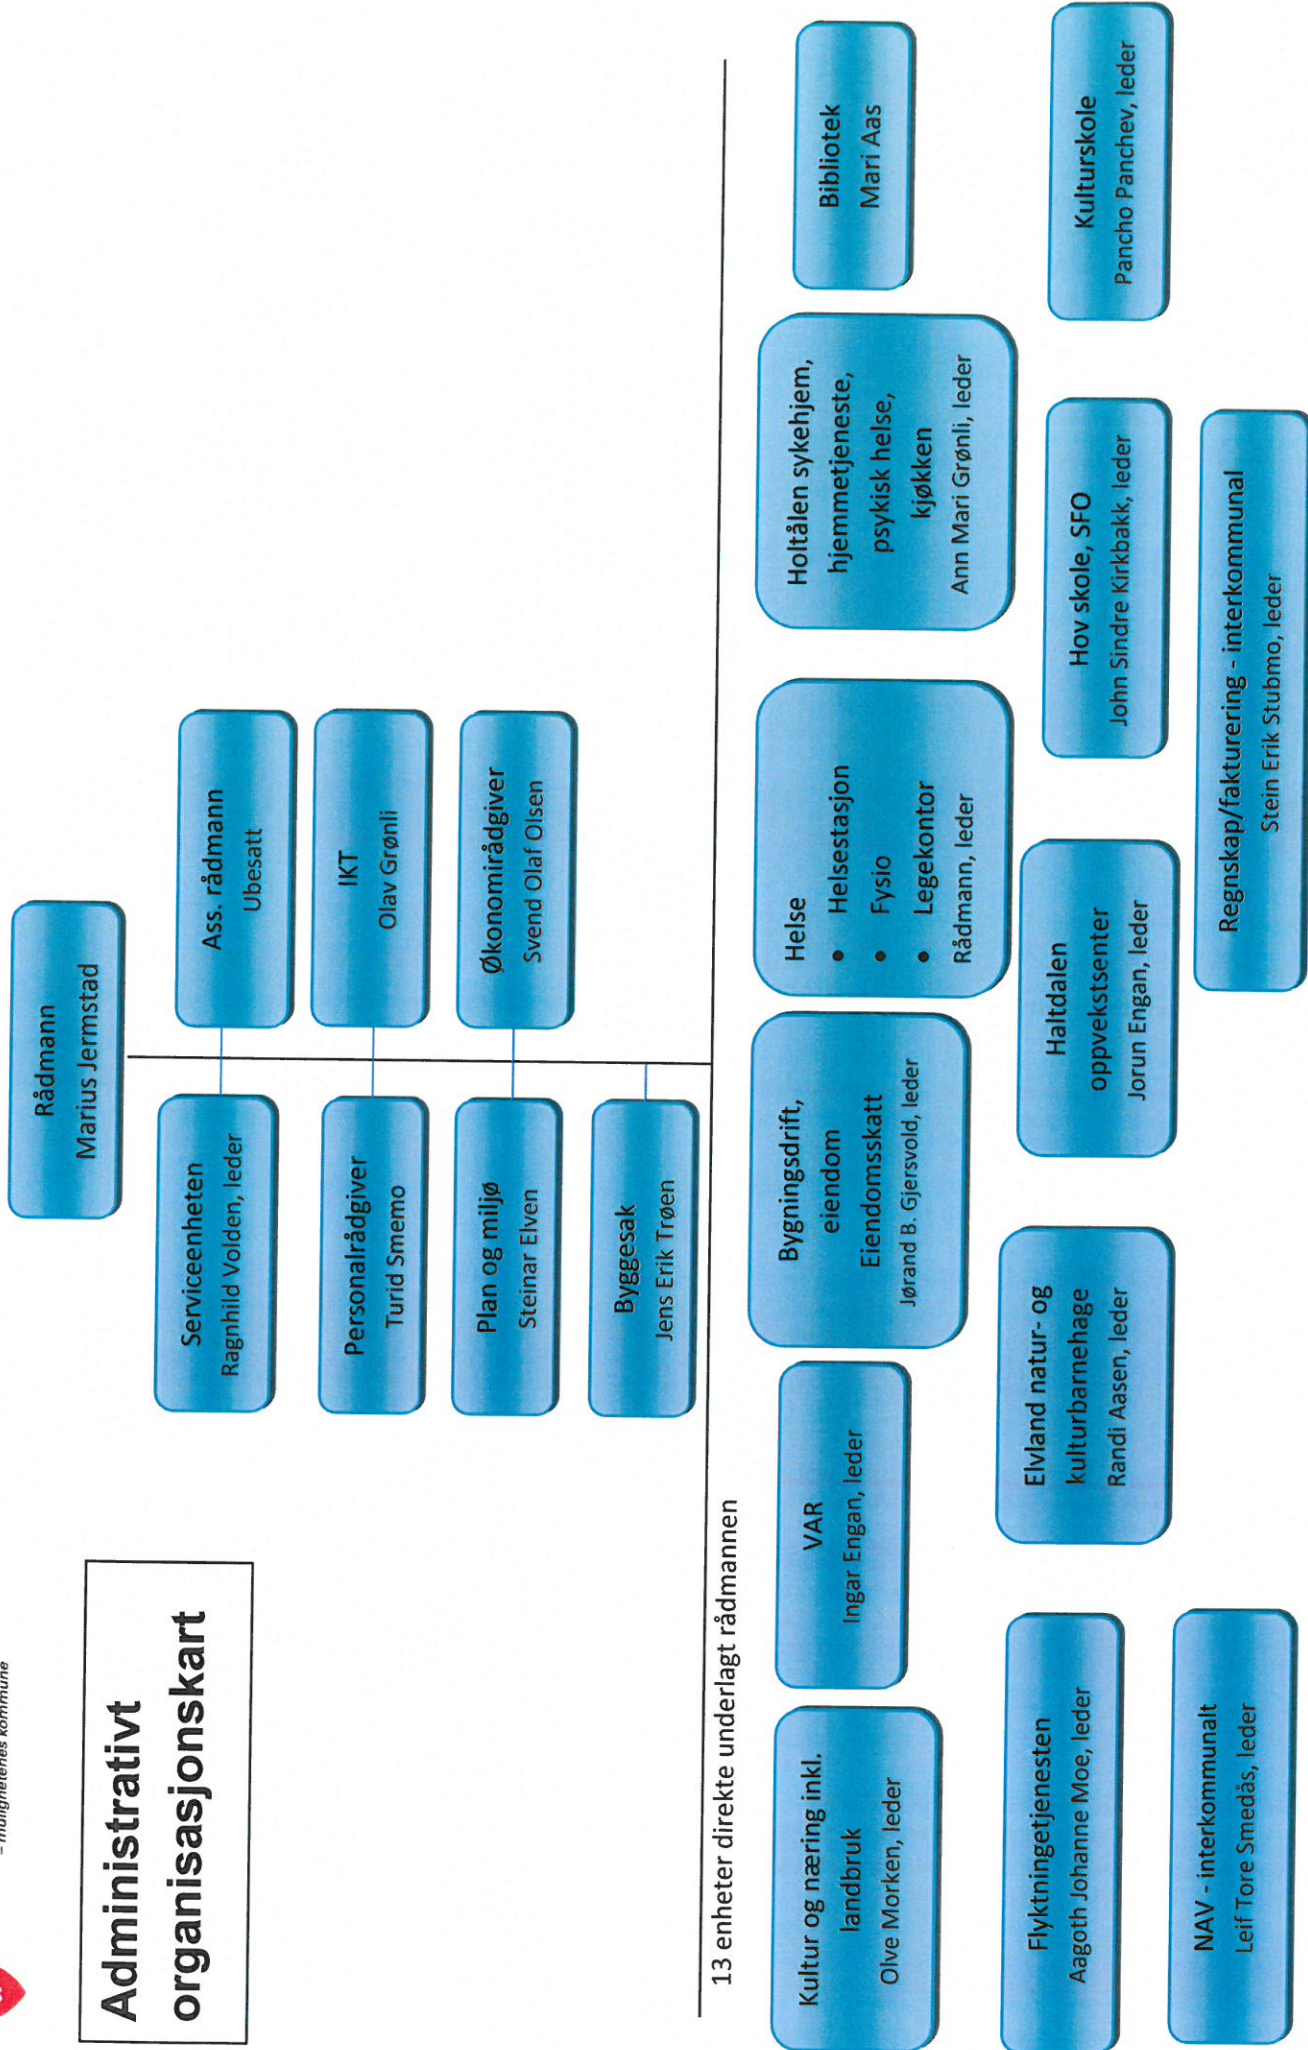 – mulighetenes kommune
Administrativt
organisasjonskart
Rådmann
Marius Jermstad
Serviceenheten
Ragnhild Volden, leder
Ass. rådmann
Ubesatt
Personalrådgiver
Turid Smemo
IKT
Olav Grønli
Plan og miljø
Steinar Elven
Økonomirådgiver
Svend Olaf Olsen
Byggesak
Jens Erik Trøen
13 enheter direkte underlagt rådmannen
Kultur og næring inkl.
landbruk
Olve Morken, leder
VAR
Ingar Engan, leder
Bygningsdrift,
eiendom
Eiendomsskatt
Jørand B. Gjersvold, leder
Helse
• Helsestasjon
• Fysio
• Legekontor
Rådmann, leder
Holtålen sykehjem,
hjemmetjeneste,
psykisk helse,
kjøkken
Ann Mari Grønli, leder
Bibliotek
Mari Aas
Flyktningetjenesten
Aagoth Johanne Moe, leder
Elvland natur- og
kulturbarnehage
Randi Aasen, leder
Haltdalen
oppvekstsenter
Jorun Engan, leder
Hov skole, SFO
John Sindre Kirkbakk, leder
Kulturskole
Pancho Panchev, leder
NAV - interkommunalt
Leif Tore Smedås, leder
Regnskap/fakturering - interkommunal
Stein Erik Stubmo, leder